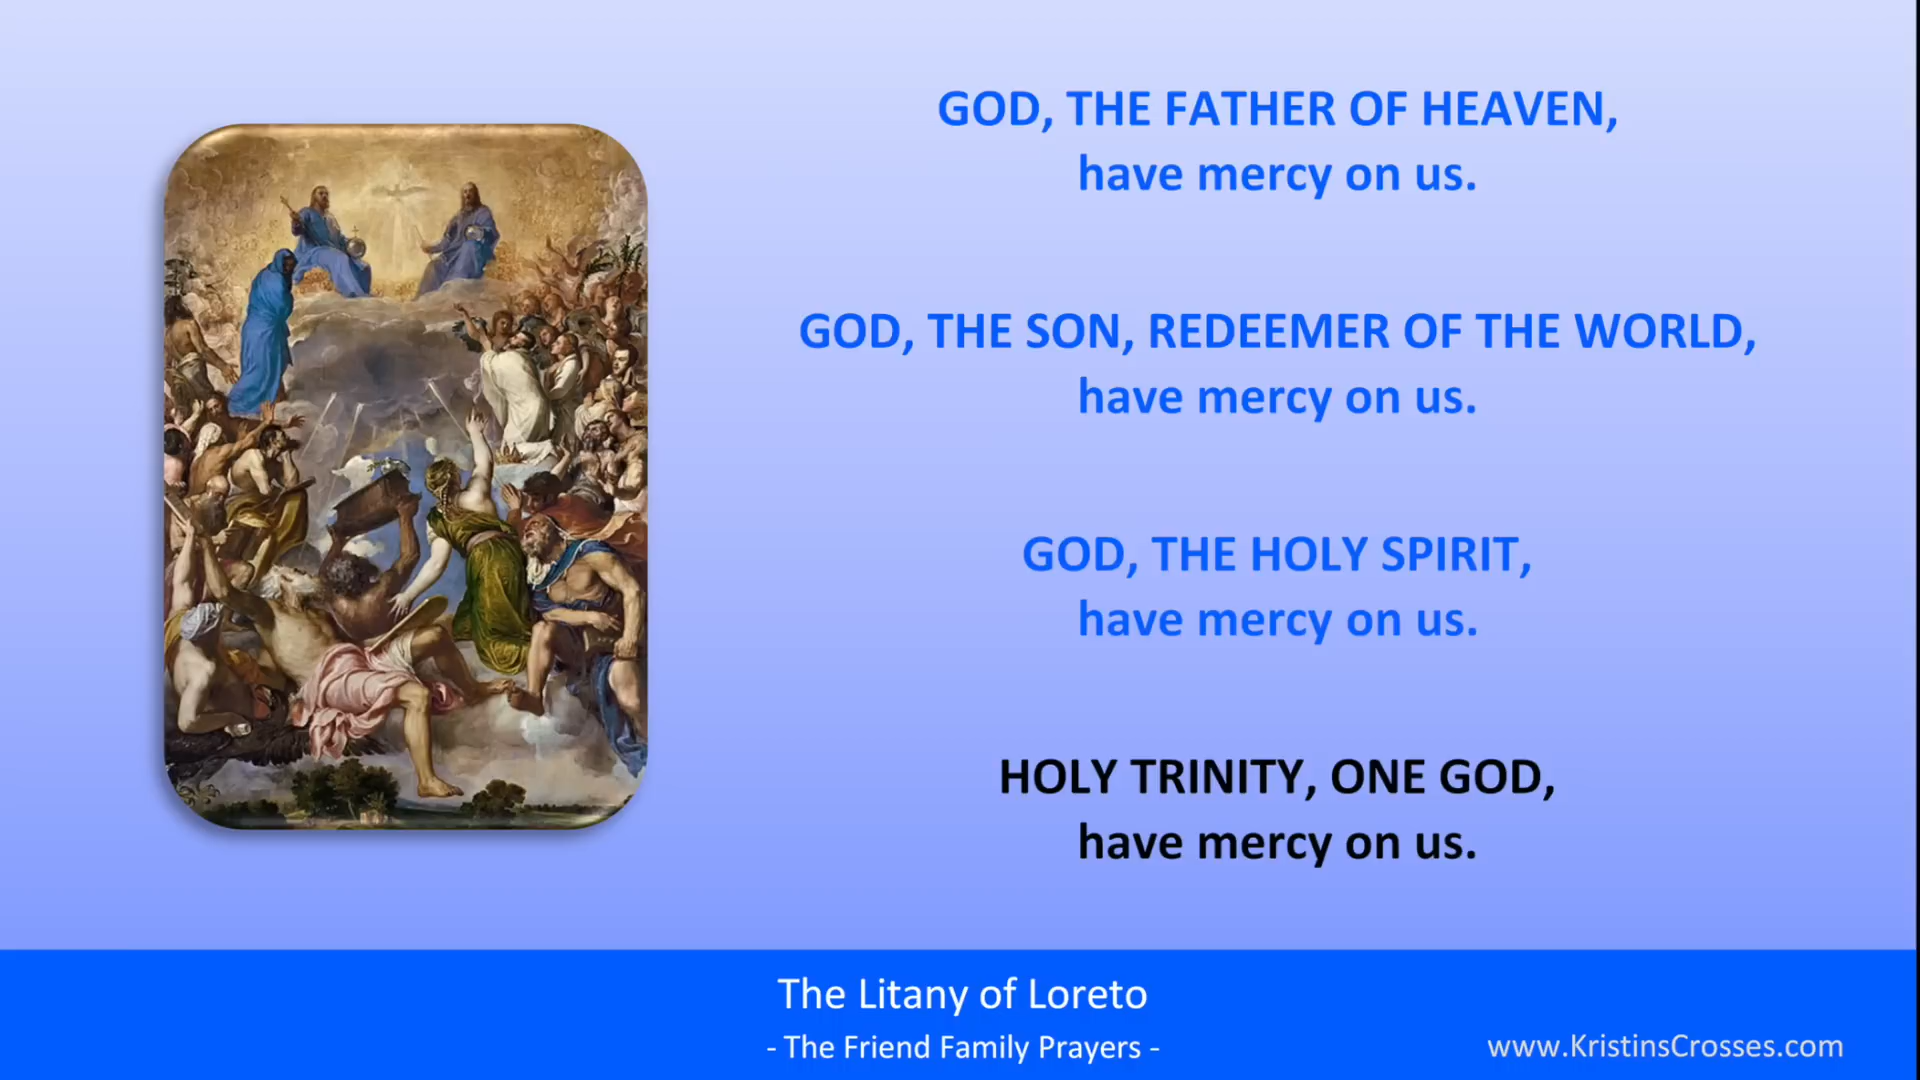 GOD, THE FATHER OF HEAVEN,
have mercy on us.
GOD, THE SON, REDEEMER OF THE WORLD,
have mercy on us.
GOD, THE HOLY SPIRIT,
have mercy on us.
HOLY TRINITY, ONE GOD,
have mercy on us.
The Litany of Loreto
- The Friend Family Prayers -
www.KristinsCrosses.com